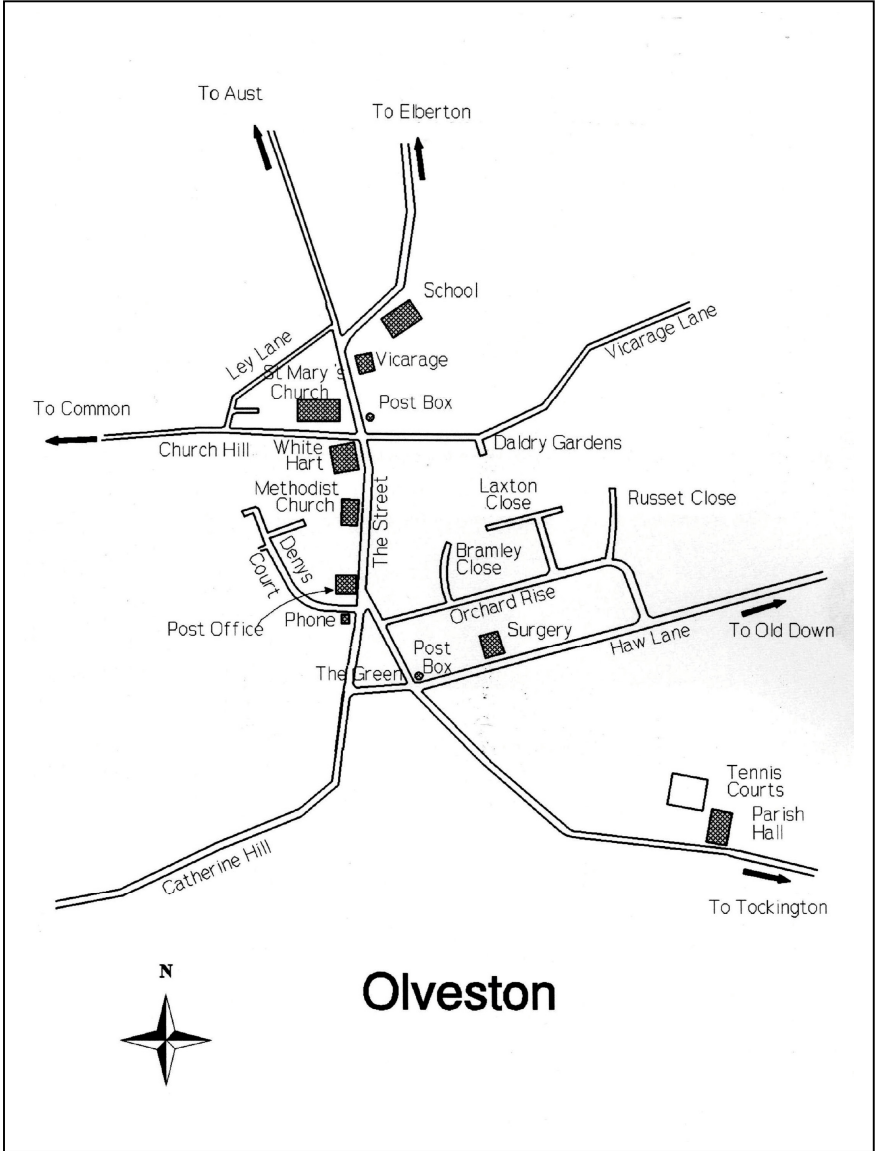 To Aust
To Elberton
School
Vicarage Lane
Ley Lane
Vicarage
St Mary's
Church
To Common
Post Box
Church Hill
White
Hart
Daldry Gardens
Methodist
Church
The Street
Laxton
Close
Russet Close
Bramley
Close
Denys
Court
Orchard Rise
Post Office
Phone
Surgery
To Old Down
Haw Lane
Post
Box
The Green
Tennis
Courts
Parish
Hall
Catherine Hill
To Tockington
N
Olveston